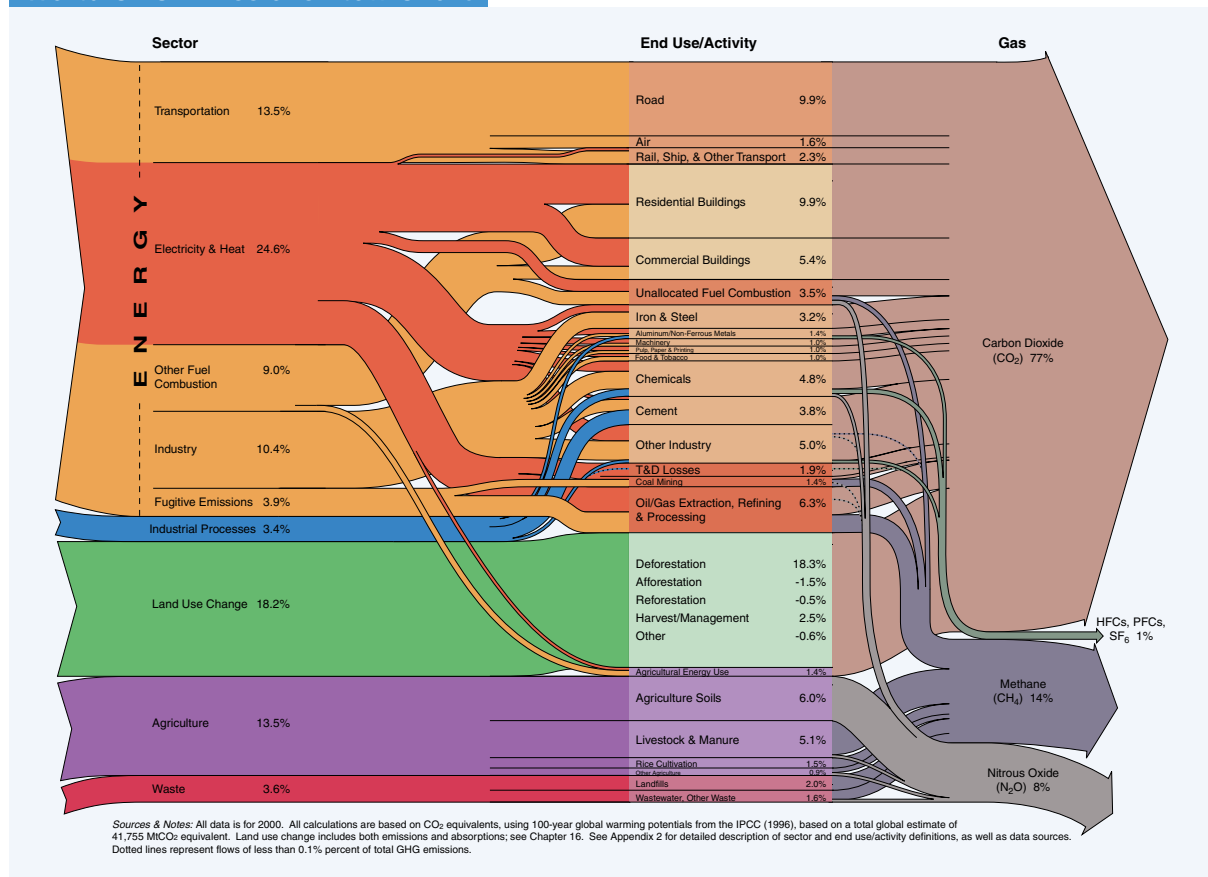 Sector
End Use/Activity
Gas
E N E R G Y
Transportation 13.5%
Electricity & Heat 24.6%
Other Fuel 9.0%
Combustion
Industry 10.4%
Fugitive Emissions 3.9%
Industrial Processes 3.4%
Land Use Change 18.2%
Agriculture 13.5%
Waste 3.6%
Road 9.9%
Air 1.6%
Rail, Ship, & Other Transport 2.3%
Residential Buildings 9.9%
Commercial Buildings 5.4%
Unallocated Fuel Combustion 3.5%
Iron & Steel 3.2%
Aluminum/Non-Ferrous Metals 1.4%
Machinery 1.0%
Pulp, Paper & Printing 1.0%
Food & Tobacco 1.0%
Chemicals 4.8%
Cement 3.8%
Other Industry 5.0%
T&D Losses 1.9%
Coal Mining 1.4%
Oil/Gas Extraction, Refining 6.3%
& Processing
Deforestation 18.3%
Afforestation -1.5%
Reforestation -0.5%
Harvest/Management 2.5%
Other -0.6%
Agricultural Energy Use 1.4%
Agriculture Soils 6.0%
Livestock & Manure 5.1%
Rice Cultivation 1.5%
Other Agriculture 0.9%
Landfills 2.0%
Wastewater, Other Waste 1.6%
Carbon Dioxide
(CO₂) 77%
HFCs, PFCs,
SF₆ 1%
Methane
(CH₄) 14%
Nitrous Oxide
(N₂O) 8%
Sources & Notes: All data is for 2000. All calculations are based on CO₂ equivalents, using 100-year global warming potentials from the IPCC (1996), based on a total global estimate of
41,755 MtCO₂ equivalent. Land use change includes both emissions and absorptions; see Chapter 16. See Appendix 2 for detailed description of sector and end use/activity definitions, as well as data sources.
Dotted lines represent flows of less than 0.1% percent of total GHG emissions.